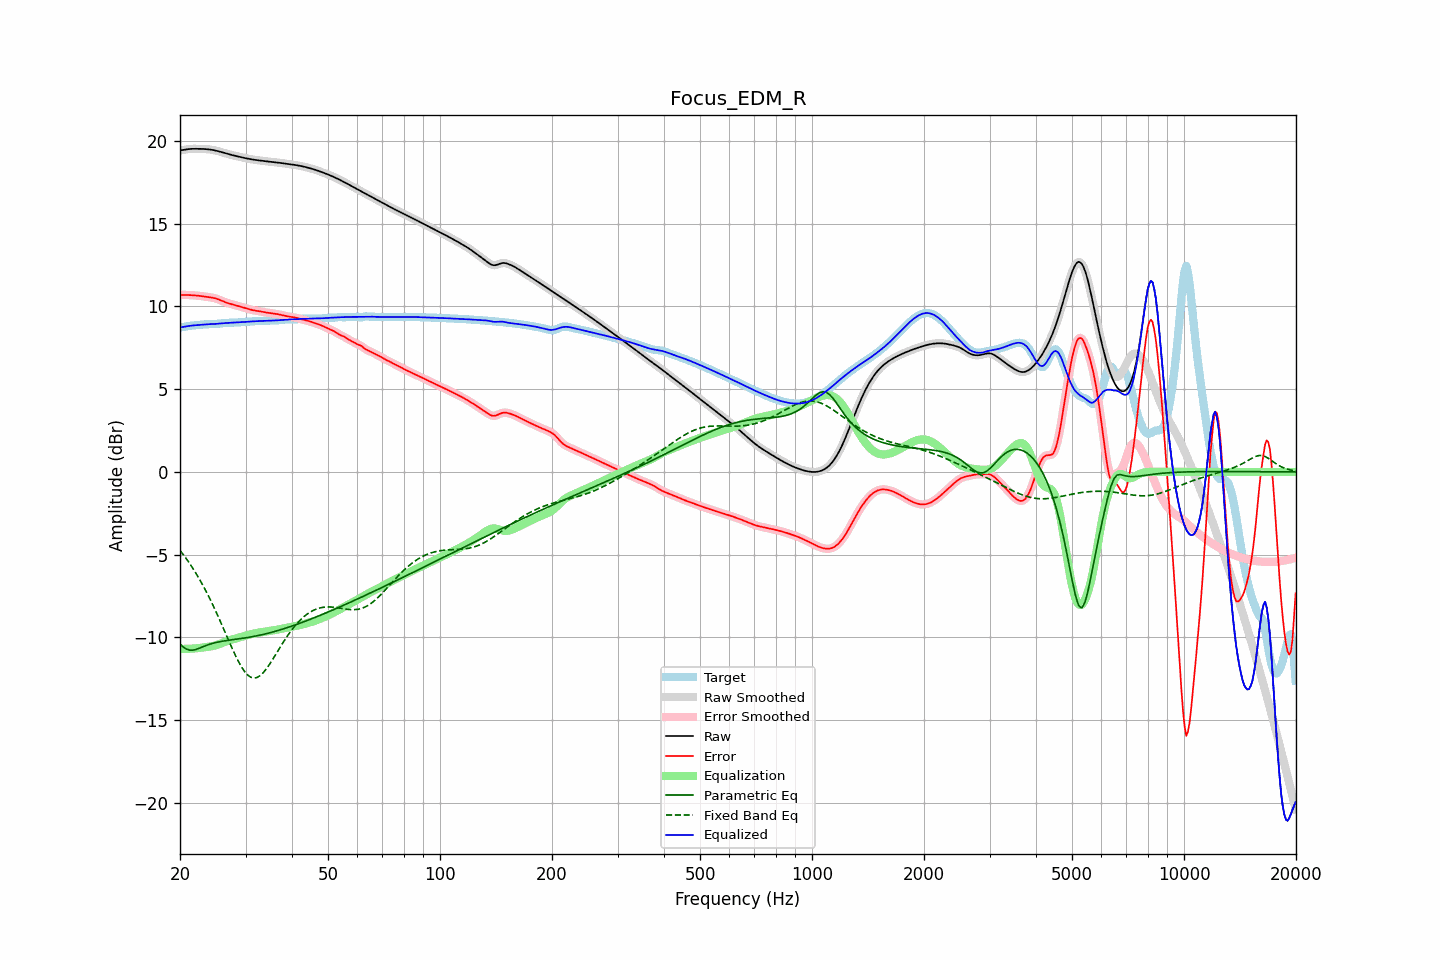 Focus_EDM_R
Amplitude (dBr)
20
15
10
5
0
−5
−10
−15
−20
Target
Raw Smoothed
Error Smoothed
Raw
Error
Equalization
Parametric Eq
Fixed Band Eq
Equalized
20 50 100 200 500 1000 2000 5000 10000 20000
Frequency (Hz)